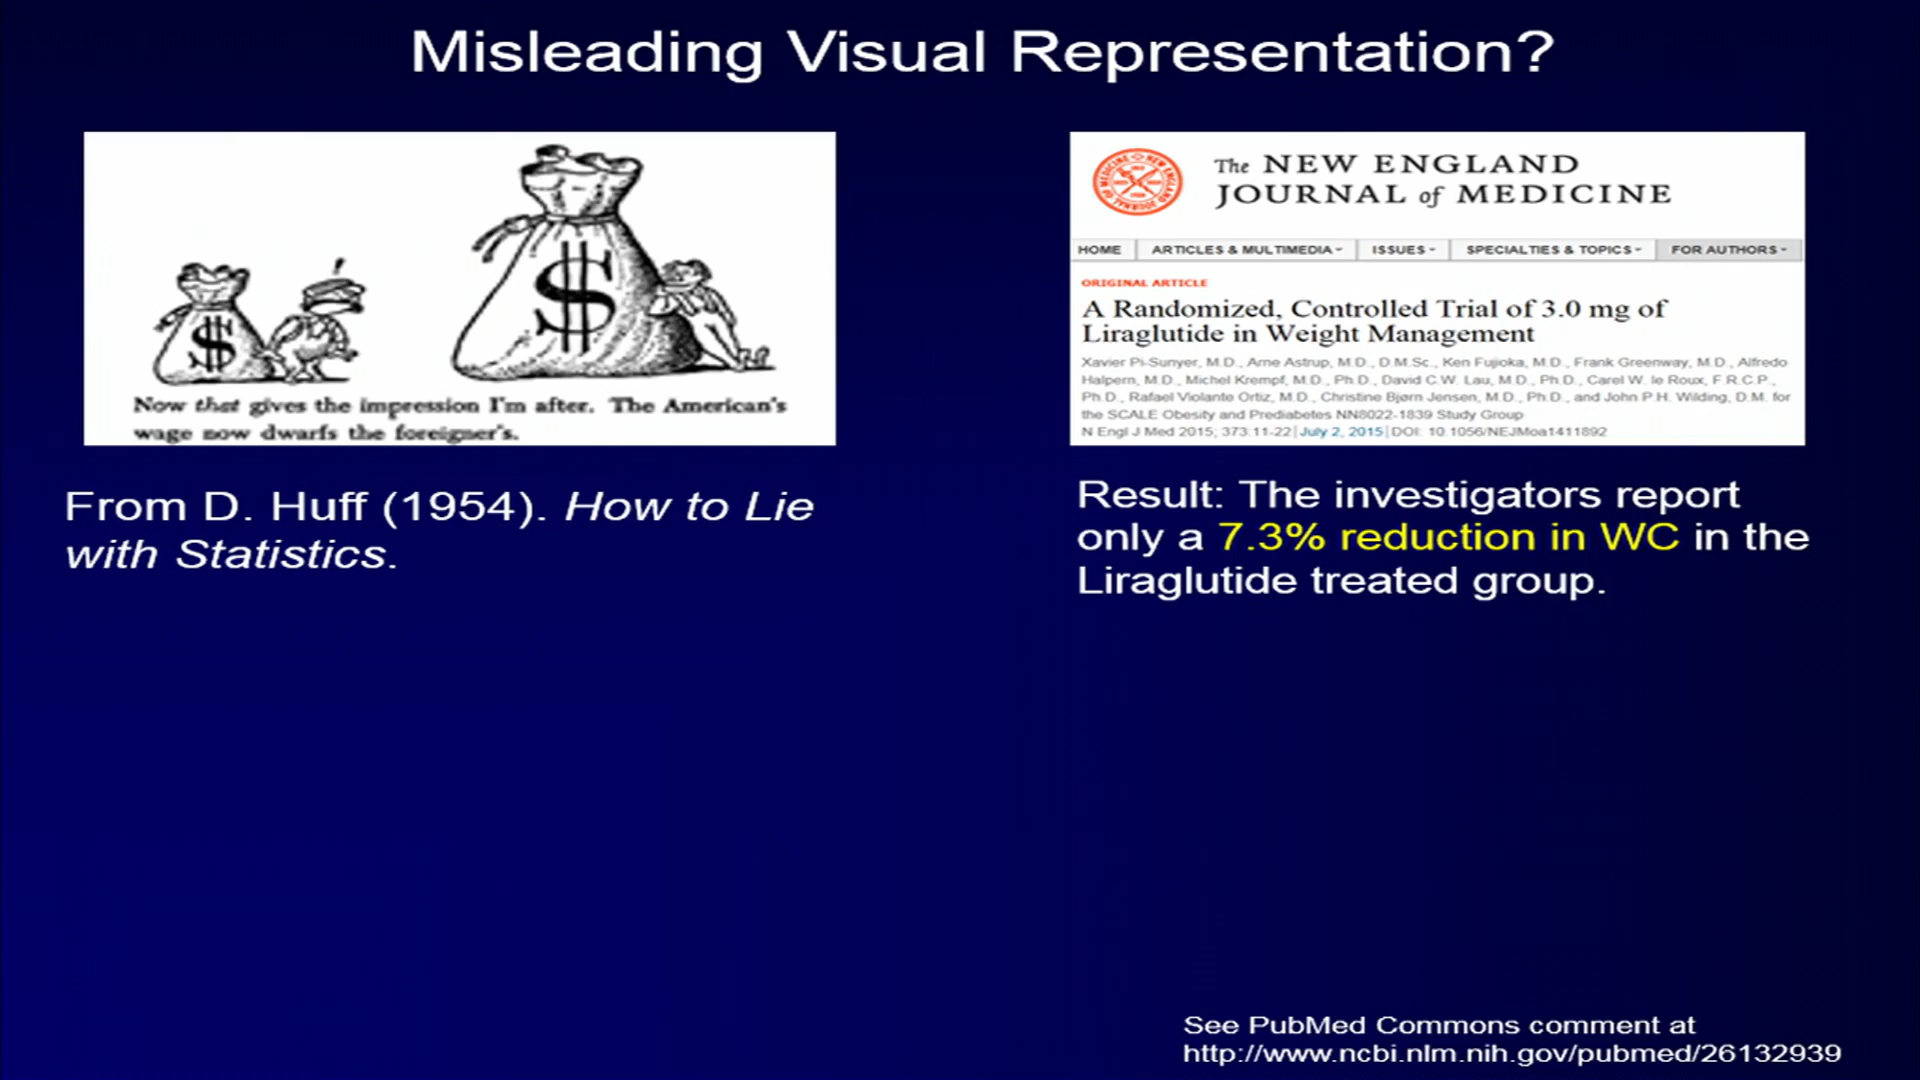 Misleading Visual Representation?
$
!
$
Now that gives the impression I'm after. The American's
wage now dwarfs the foreigner's.
From D. Huff (1954). How to Lie
with Statistics.
The NEW ENGLAND
JOURNAL of MEDICINE
HOME ARTICLES & MULTIMEDIA ISSUES SPECIALTIES & TOPICS FOR AUTHORS
ORIGINAL ARTICLE
A Randomized, Controlled Trial of 3.0 mg of
Liraglutide in Weight Management
Xavier Pi-Sunyer, M.D., Arne Astrup, M.D., D.M.Sc., Ken Fujioka, M.D., Frank Greenway, M.D., Alfredo
Halpern, M.D., Michel Krempf, M.D., Ph.D., David C.W. Lau, M.D., Ph.D., Carel W. le Roux, F.R.C.P.,
Ph.D., Rafael Violante Ortiz, M.D., Christine Bjørn Jensen, M.D., Ph.D., and John P.H. Wilding, D.M. for
the SCALE Obesity and Prediabetes NN8022-1839 Study Group
N Engl J Med 2015; 373:11-22 | July 2, 2015 | DOI: 10.1056/NEJMoa1411892
Result: The investigators report
only a 7.3% reduction in WC in the
Liraglutide treated group.
See PubMed Commons comment at
http://www.ncbi.nlm.nih.gov/pubmed/26132939